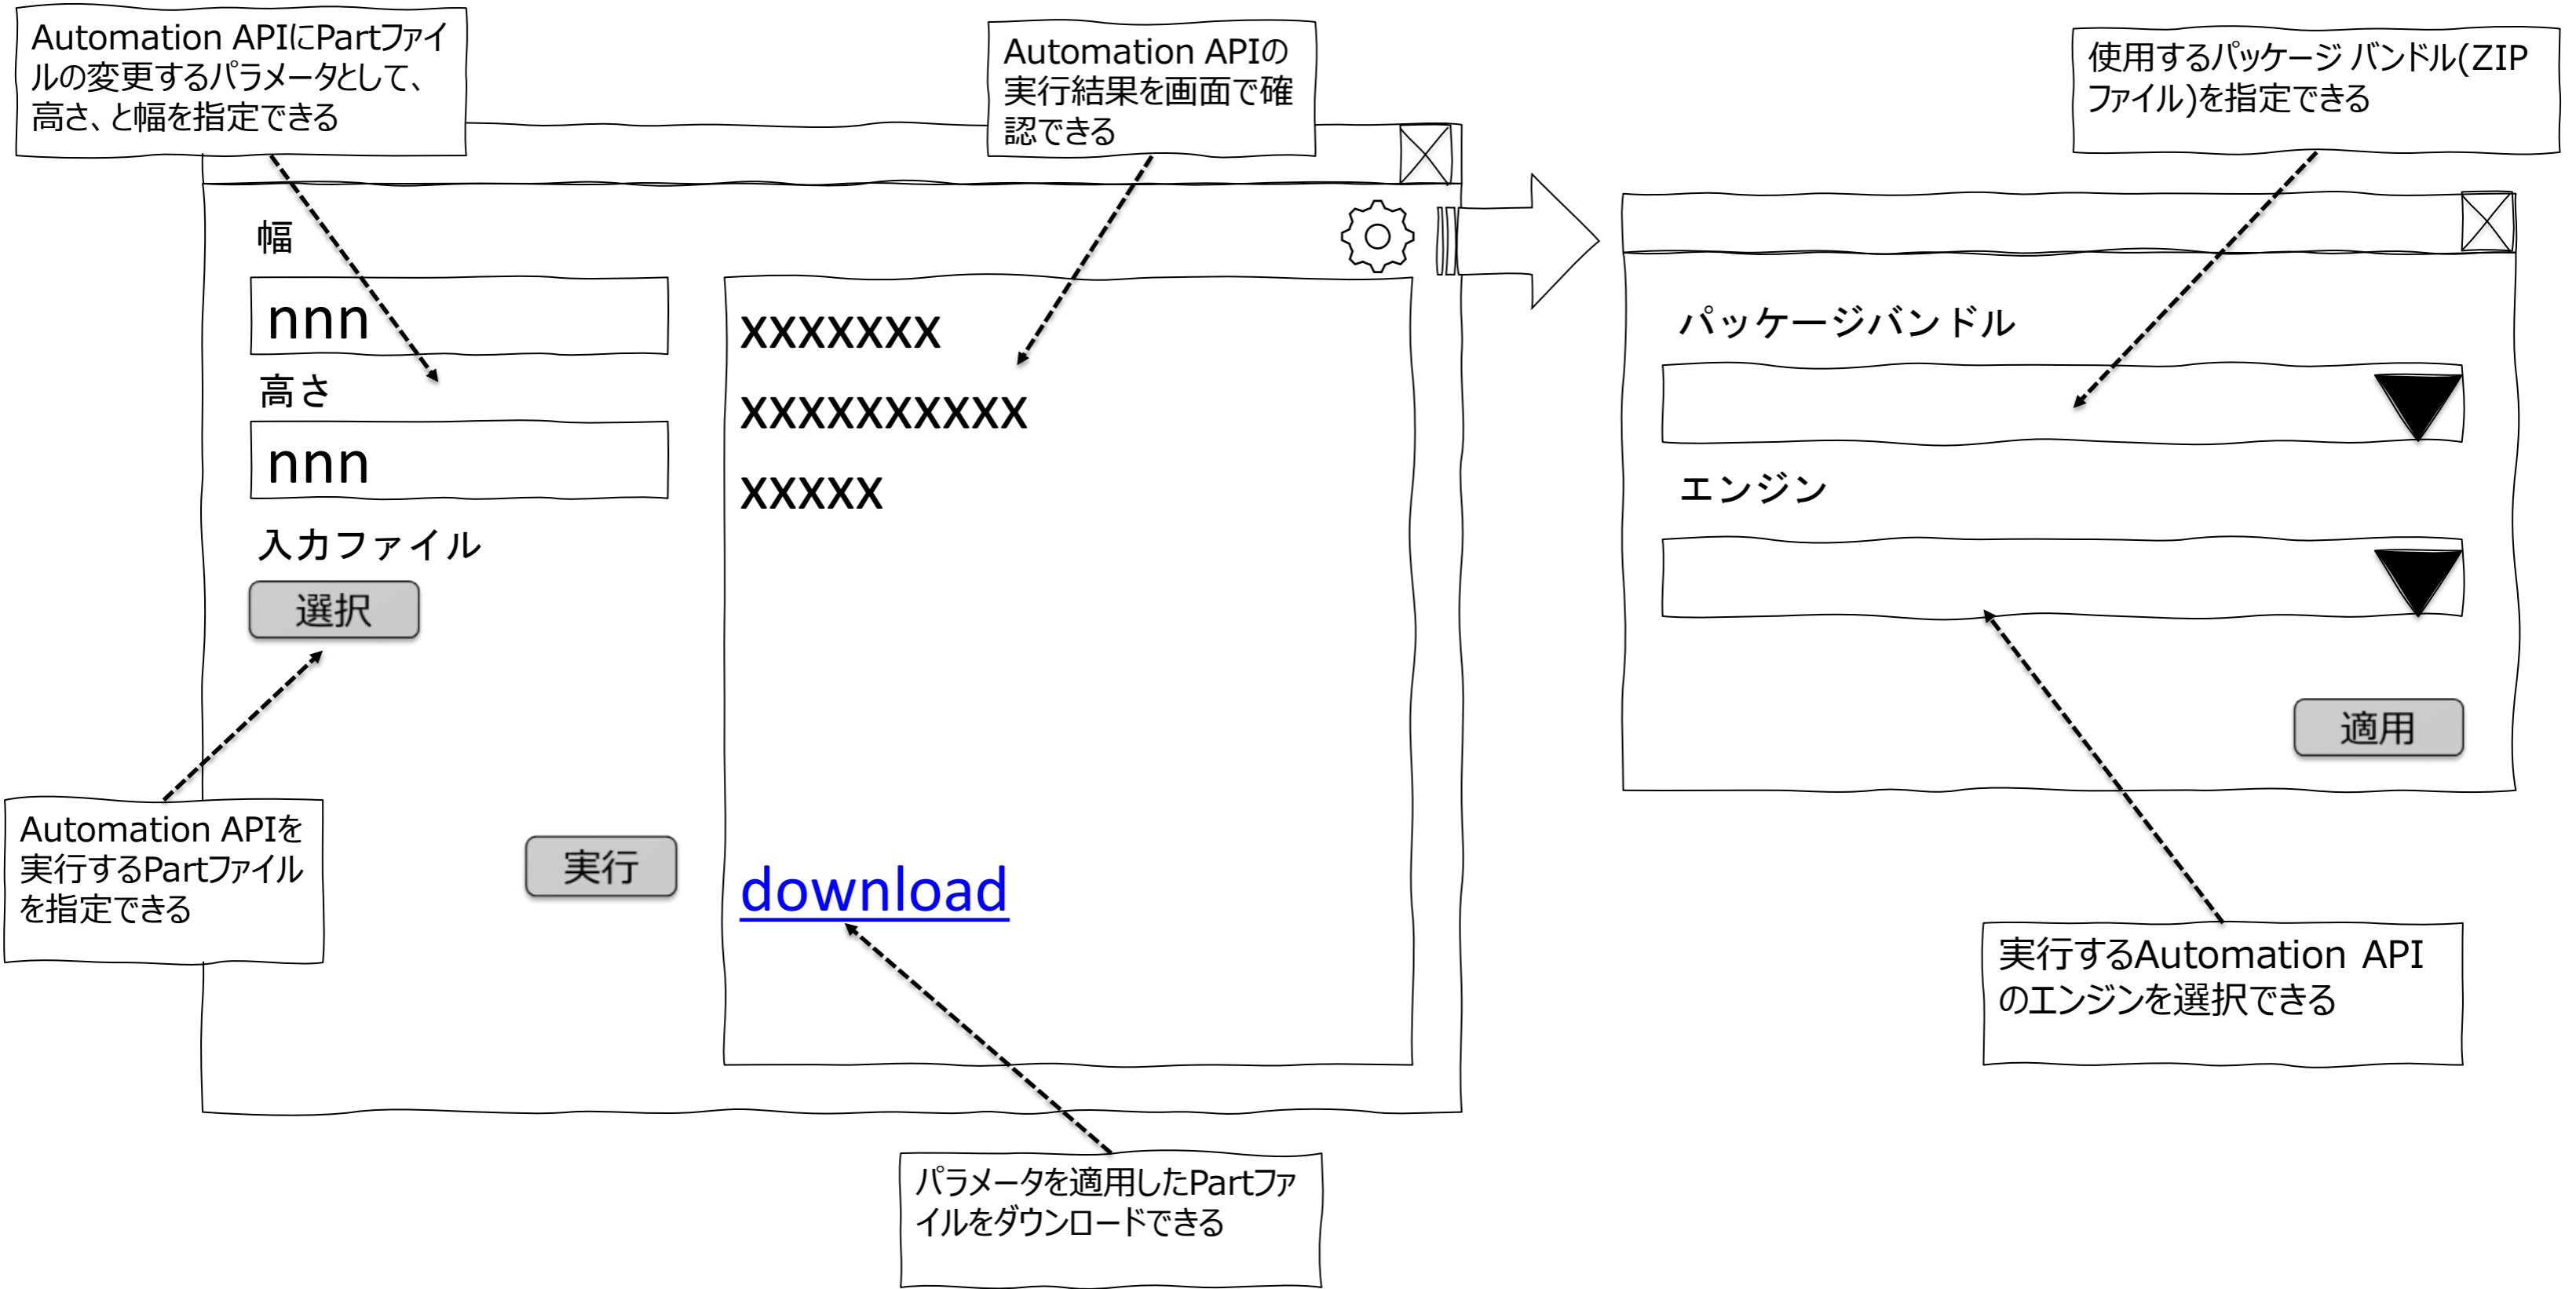 Automation APIにPartファイ
ルの変更するパラメータとして、
高さ、と幅を指定できる
Automation APIの
実行結果を画面で確
認できる
使用するパッケージ バンドル(ZIP
ファイル)を指定できる
幅
nnn
高さ
nnn
入力ファイル
選択
実行
xxxxxxx
xxxxxxxxxx
xxxxx
download
パッケージバンドル
エンジン
適用
Automation APIを
実行するPartファイル
を指定できる
実行するAutomation API
のエンジンを選択できる
パラメータを適用したPartファ
イルをダウンロードできる